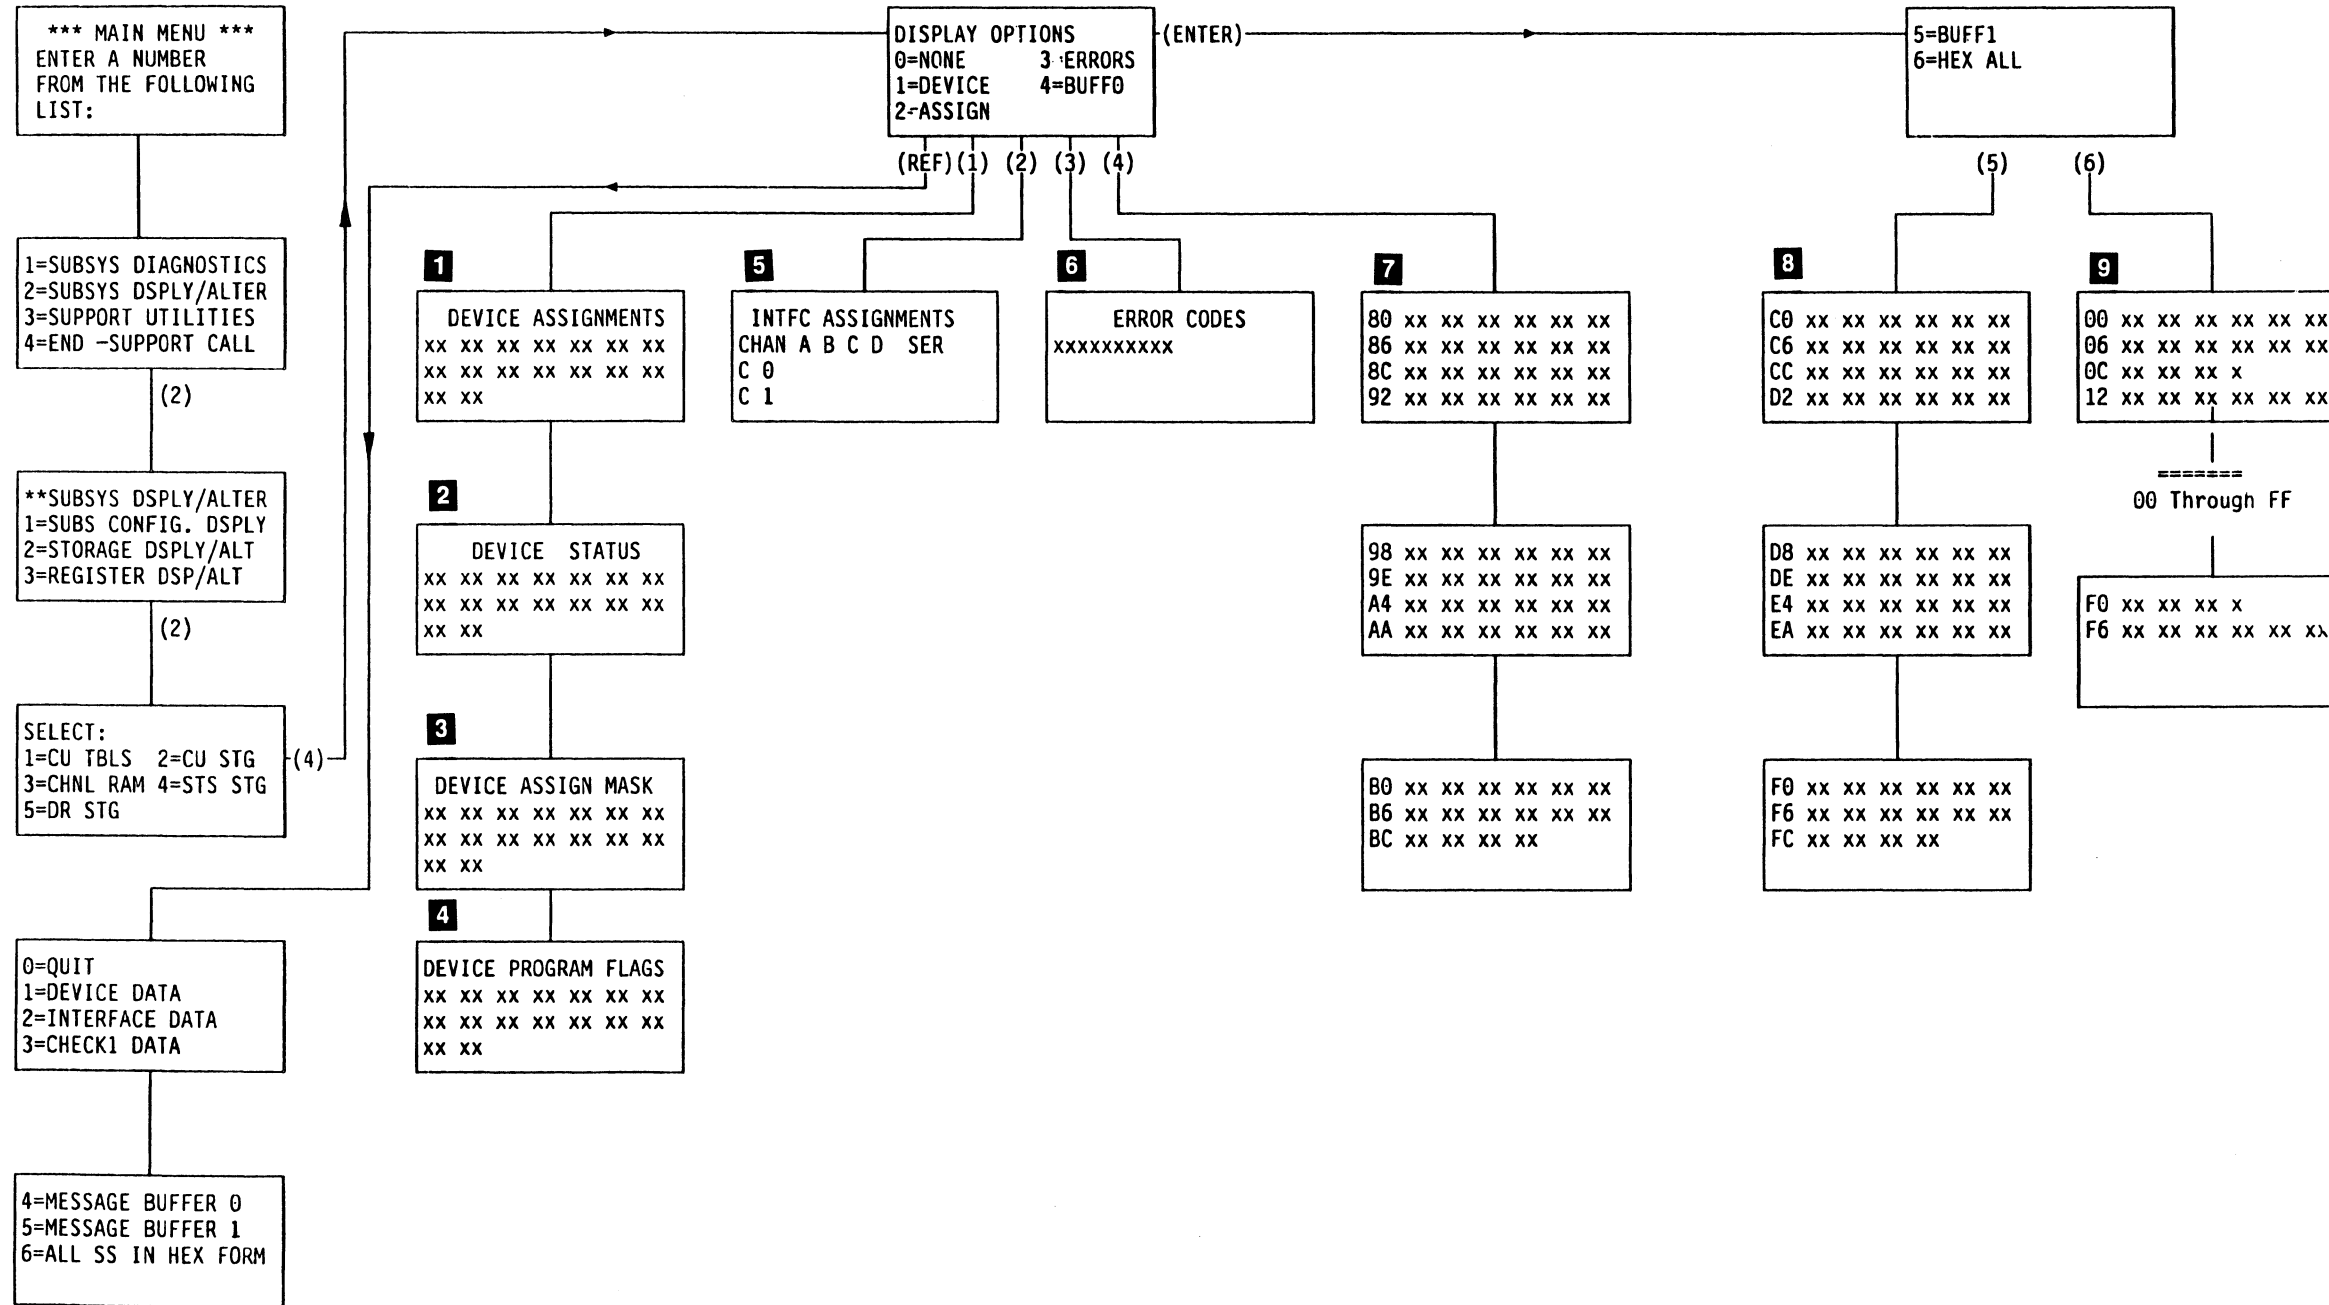 *** MAIN MENU ***
ENTER A NUMBER
FROM THE FOLLOWING
LIST:
1=SUBSYS DIAGNOSTICS
2=SUBSYS DSPLY/ALTER
3=SUPPORT UTILITIES
4=END -SUPPORT CALL
(2)
**SUBSYS DSPLY/ALTER
1=SUBS CONFIG. DSPLY
2=STORAGE DSPLY/ALT
3=REGISTER DSP/ALT
(2)
SELECT:
1=CU TBLS 2=CU STG
3=CHNL RAM 4=STS STG
5=DR STG
(4)
0=QUIT
1=DEVICE DATA
2=INTERFACE DATA
3=CHECK1 DATA
4=MESSAGE BUFFER 0
5=MESSAGE BUFFER 1
6=ALL SS IN HEX FORM
DISPLAY OPTIONS
0=NONE 3 ERRORS
1=DEVICE 4=BUFF0
2-ASSIGN
(ENTER)
(REF) (1) (2) (3) (4)
5=BUFF1
6=HEX ALL
(5) (6)
1
DEVICE ASSIGNMENTS
xx xx xx xx xx xx xx
xx xx xx xx xx xx xx
xx xx
2
DEVICE STATUS
xx xx xx xx xx xx xx
xx xx xx xx xx xx xx
xx xx
3
DEVICE ASSIGN MASK
xx xx xx xx xx xx xx
xx xx xx xx xx xx xx
xx xx
4
DEVICE PROGRAM FLAGS
xx xx xx xx xx xx xx
xx xx xx xx xx xx xx
xx xx
5
INTFC ASSIGNMENTS
CHAN A B C D SER
C 0
C 1
6
ERROR CODES
xxxxxxxxxx
7
80 xx xx xx xx xx xx
86 xx xx xx xx xx xx
8C xx xx xx xx xx xx
92 xx xx xx xx xx xx
98 xx xx xx xx xx xx
9E xx xx xx xx xx xx
A4 xx xx xx xx xx xx
AA xx xx xx xx xx xx
B0 xx xx xx xx xx xx
B6 xx xx xx xx xx xx
BC xx xx xx xx
8
C0 xx xx xx xx xx xx
C6 xx xx xx xx xx xx
CC xx xx xx xx xx xx
D2 xx xx xx xx xx xx
D8 xx xx xx xx xx xx
DE xx xx xx xx xx xx
E4 xx xx xx xx xx xx
EA xx xx xx xx xx xx
F0 xx xx xx xx xx xx
F6 xx xx xx xx xx xx
FC xx xx xx xx
9
00 xx xx xx xx xx xx
06 xx xx xx xx xx xx
0C xx xx xx x
12 xx xx xx xx xx xx
=======
00 Through FF
F0 xx xx xx x
F6 xx xx xx xx xx xx